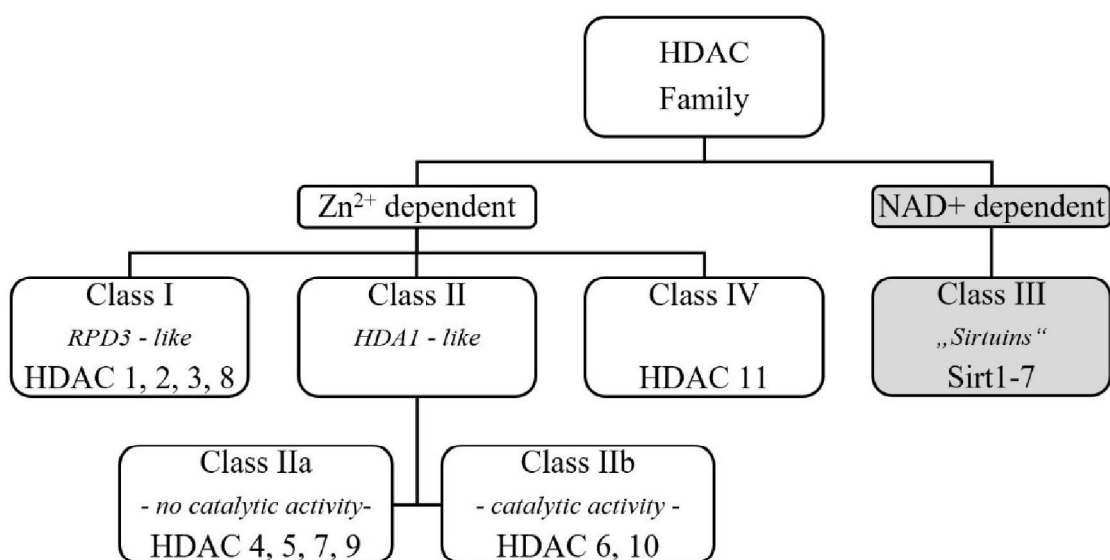 HDAC
Family
Zn²⁺ dependent
NAD+ dependent
Class I
RPD3 - like
HDAC 1, 2, 3, 8
Class II
HDA1 - like
Class IV
HDAC 11
Class III
„Sirtuins“
Sirt1-7
Class IIa
- no catalytic activity-
HDAC 4, 5, 7, 9
Class IIb
- catalytic activity -
HDAC 6, 10